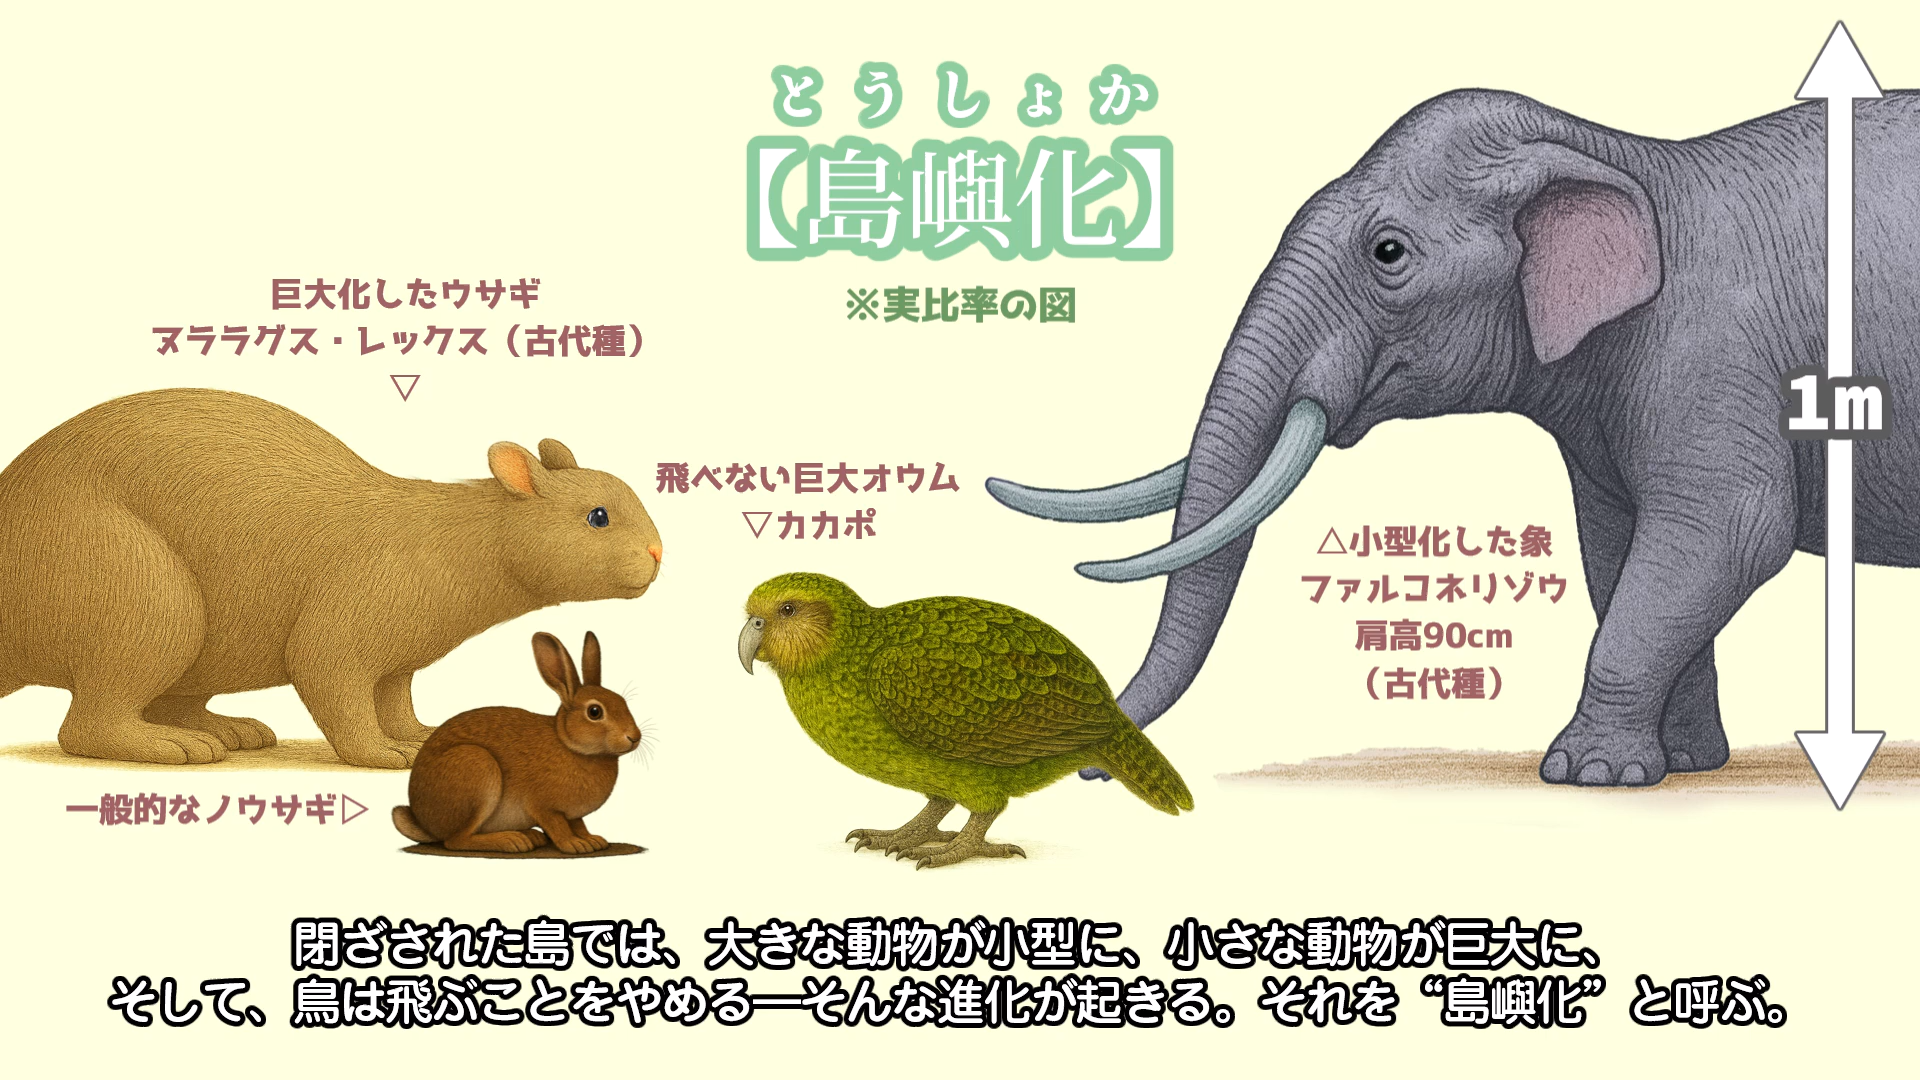 とうしょか
【島嶼化】
※実比率の図
巨大化したウサギ
ヌララグス・レックス（古代種）
▽
飛べない巨大オウム
▽カカポ
1m
△小型化した象
ファルコネリゾウ
肩高90cm
（古代種）
一般的なノウサギ▷
閉ざされた島では、大きな動物が小型に、小さな動物が巨大に、
そして、鳥は飛ぶことをやめる―そんな進化が起きる。それを“島嶼化”と呼ぶ。